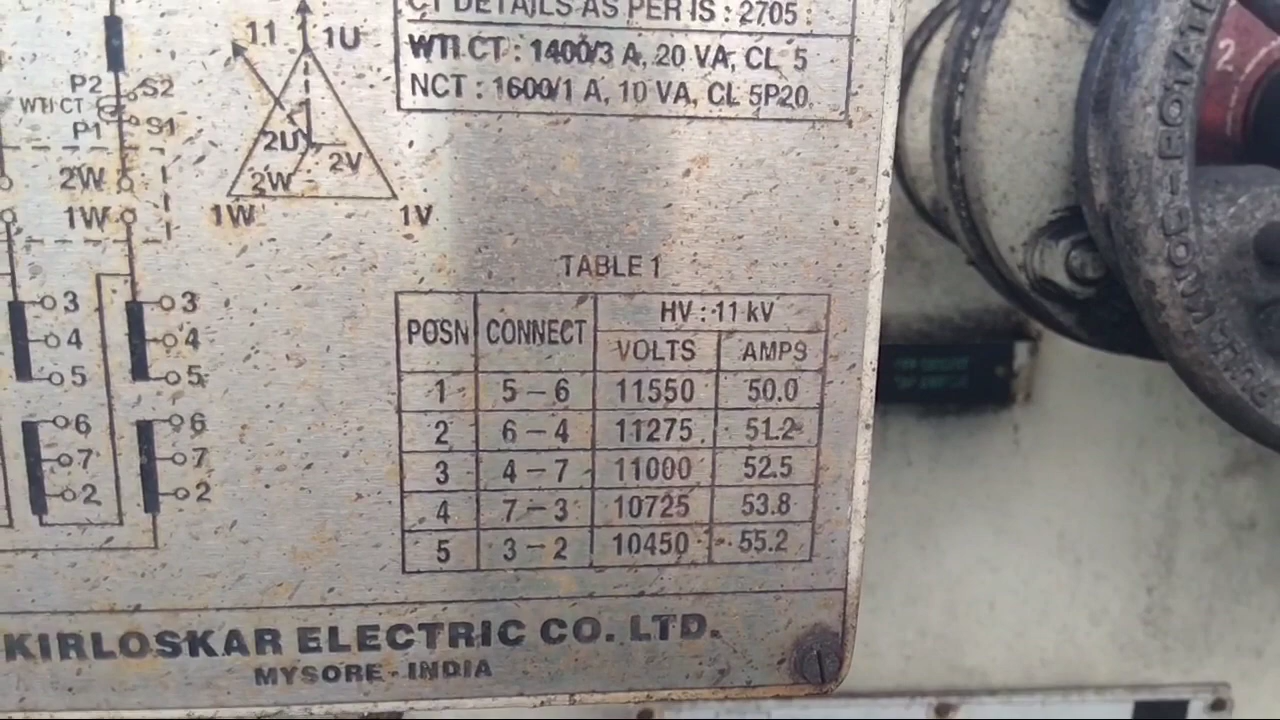 CT DETAILS AS PER IS : 2705 :
WTI CT : 1400/3 A, 20 VA, CL 5
NCT : 1600/1 A, 10 VA, CL 5P20.
11 1U
P2 S2
WTI CT
P1 S1
2U 2V
2W 2W
1W 1W 1V
TABLE 1
POSN CONNECT HV : 11 kV
VOLTS AMPS
1 5 – 6 11550 50.0
2 6 – 4 11275 51.2
3 4 – 7 11000 52.5
4 7 – 3 10725 53.8
5 3 – 2 10450 55.2
3 3
4 4
5 5
6 6
7 7
2 2
KIRLOSKAR ELECTRIC CO. LTD.
MYSORE - INDIA
2